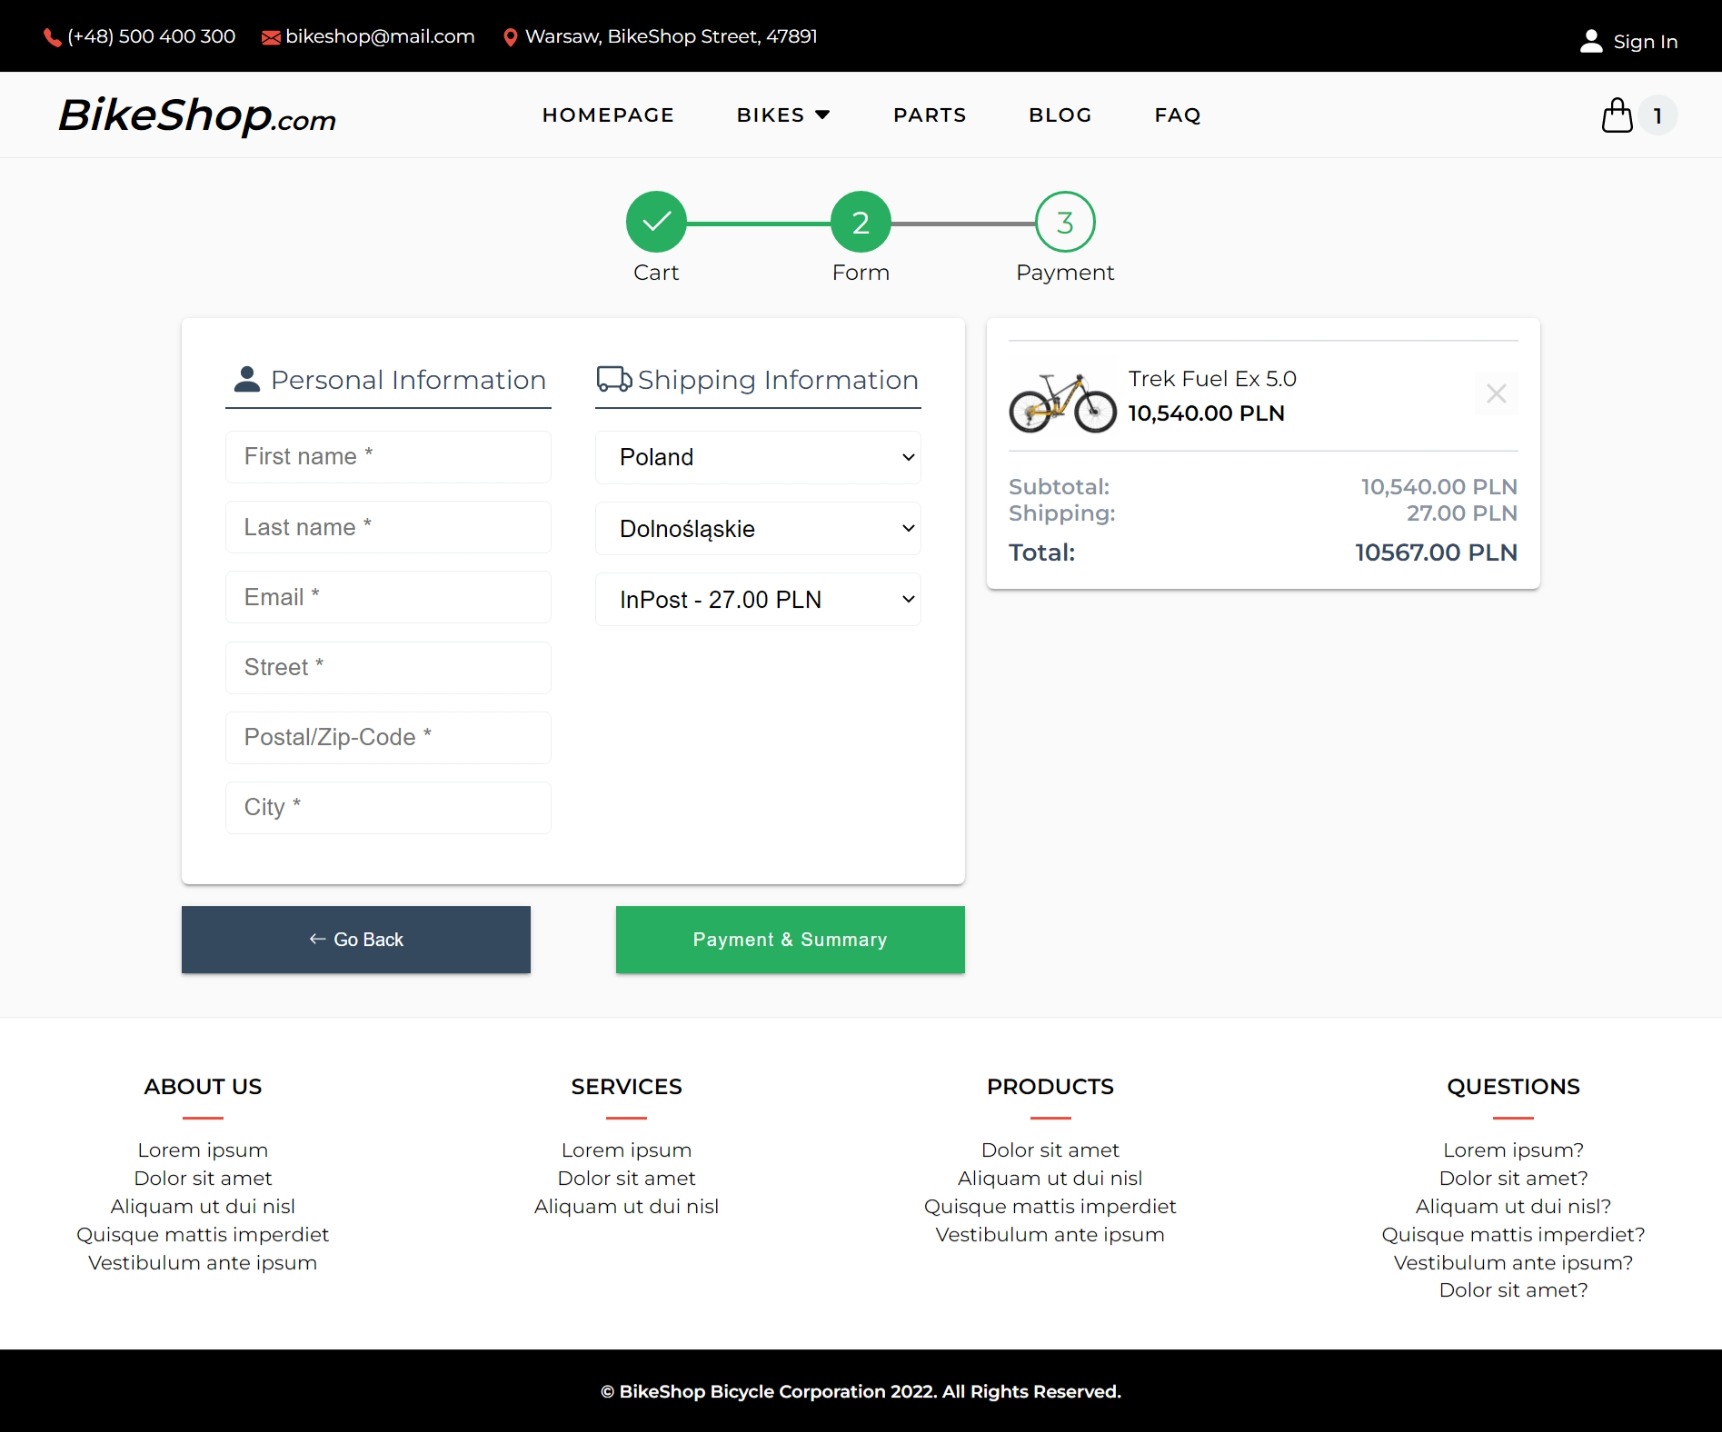 (+48) 500 400 300 bikeshop@mail.com Warsaw, BikeShop Street, 47891 Sign In
BikeShop.com HOMEPAGE BIKES PARTS BLOG FAQ 1
2 3
Cart Form Payment
Personal Information
First name *
Last name *
Email *
Street *
Postal/Zip-Code *
City *
Shipping Information
Poland
Dolnośląskie
InPost - 27.00 PLN
Trek Fuel Ex 5.0
10,540.00 PLN
Subtotal: 10,540.00 PLN
Shipping: 27.00 PLN
Total: 10567.00 PLN
Go Back Payment & Summary
ABOUT US
Lorem ipsum
Dolor sit amet
Aliquam ut dui nisl
Quisque mattis imperdiet
Vestibulum ante ipsum
SERVICES
Lorem ipsum
Dolor sit amet
Aliquam ut dui nisl
PRODUCTS
Dolor sit amet
Aliquam ut dui nisl
Quisque mattis imperdiet
Vestibulum ante ipsum
QUESTIONS
Lorem ipsum?
Dolor sit amet?
Aliquam ut dui nisl?
Quisque mattis imperdiet?
Vestibulum ante ipsum?
Dolor sit amet?
© BikeShop Bicycle Corporation 2022. All Rights Reserved.